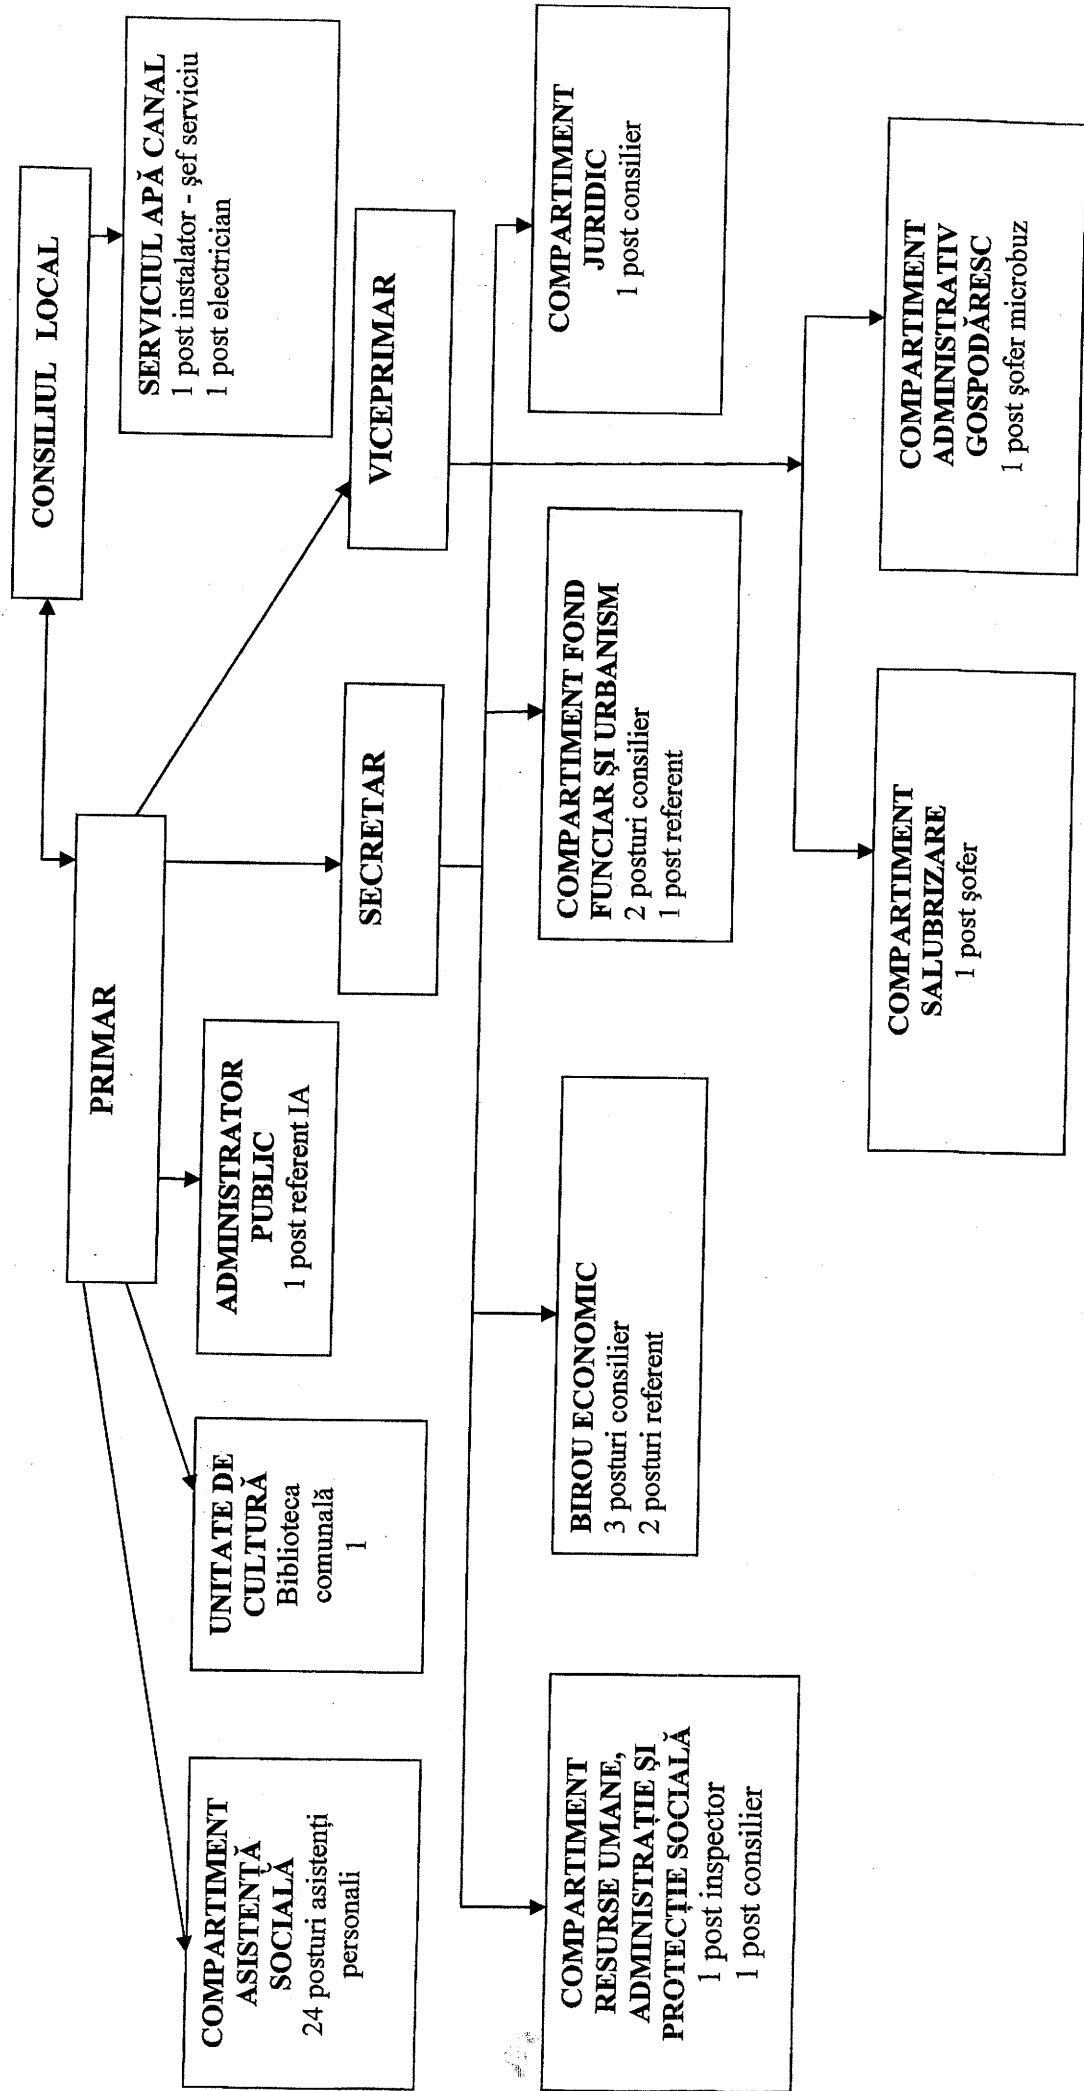 CONSILIUL LOCAL
PRIMAR
SERVICIUL APĂ CANAL
1 post instalator - şef serviciu
1 post electrician
COMPARTIMENT
ASISTENŢĂ
SOCIALĂ
24 posturi asistenţi
personali
UNITATE DE
CULTURĂ
Biblioteca
comunală
1
ADMINISTRATOR
PUBLIC
1 post referent IA
SECRETAR
VICEPRIMAR
COMPARTIMENT
RESURSE UMANE,
ADMINISTRAŢIE ŞI
PROTECŢIE SOCIALĂ
1 post inspector
1 post consilier
BIROU ECONOMIC
3 posturi consilier
2 posturi referent
COMPARTIMENT FOND
FUNCIAR ŞI URBANISM
2 posturi consilier
1 post referent
COMPARTIMENT
JURIDIC
1 post consilier
COMPARTIMENT
SALUBRIZARE
1 post şofer
COMPARTIMENT
ADMINISTRATIV
GOSPODĂRESC
1 post şofer microbuz